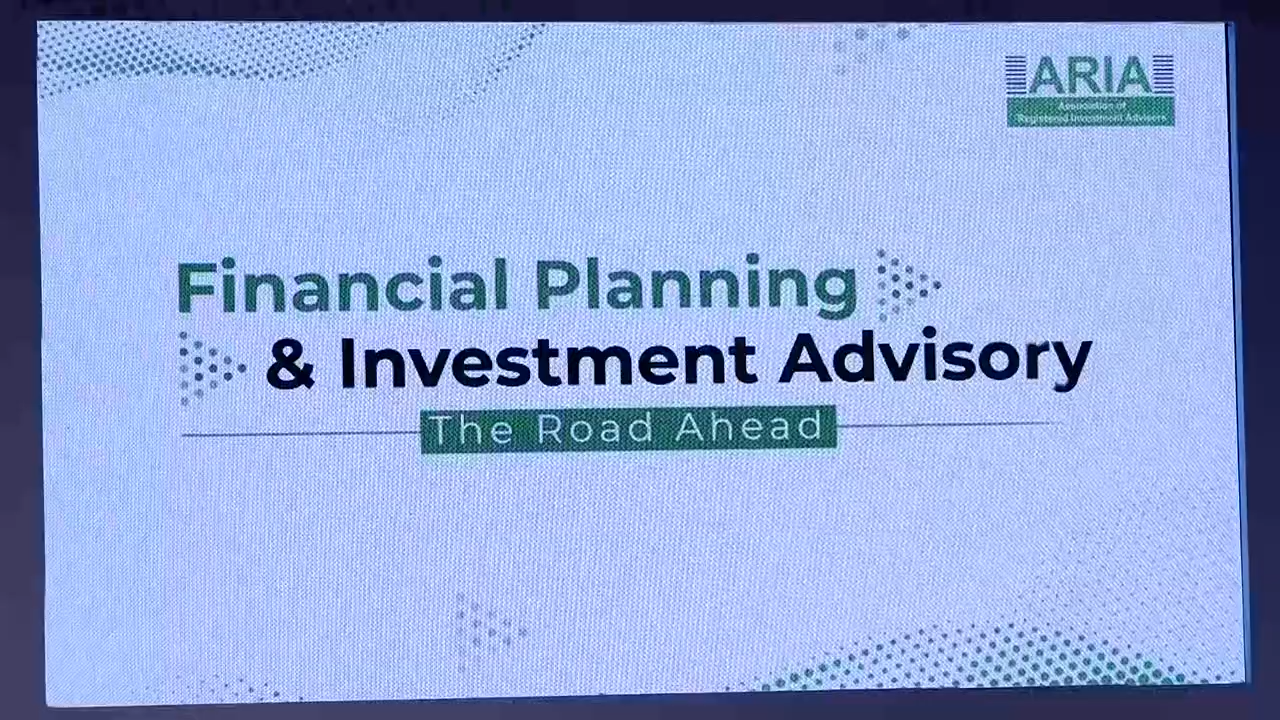 ARIA
Association of
Registered Investment Advisers
Financial Planning
& Investment Advisory
The Road Ahead